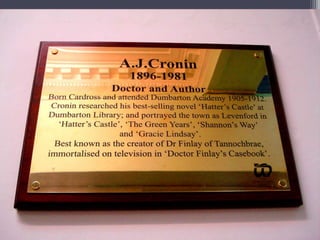 A.J.Cronin
1896-1981
Doctor and Author
Born Cardross and attended Dumbarton Academy 1905-1912.
Cronin researched his best-selling novel ‘Hatter’s Castle’ at
Dumbarton Library; and portrayed the town as Levenford in
‘Hatter’s Castle’, ‘The Green Years’, ‘Shannon’s Way’
and ‘Gracie Lindsay’.
Best known as the creator of Dr Finlay of Tannochbrae,
immortalised on television in ‘Doctor Finlay’s Casebook’.